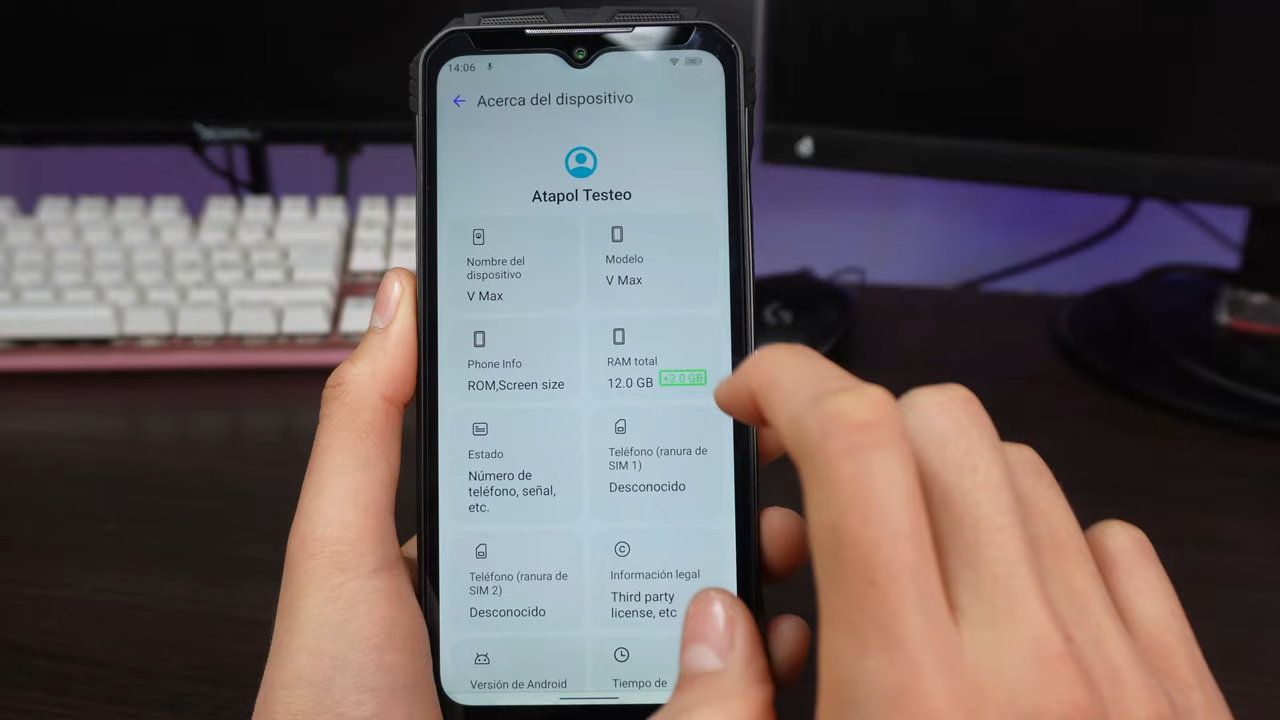 14:06
Acerca del dispositivo
Atapol Testeo
Nombre del
dispositivo
V Max
Modelo
V Max
Phone Info
ROM,Screen size
RAM total
12.0 GB +3.0 GB
Estado
Número de
teléfono, señal,
etc.
Teléfono (ranura de
SIM 1)
Desconocido
Teléfono (ranura de
SIM 2)
Desconocido
Información legal
Third party
license, etc
Versión de Android
Tiempo de